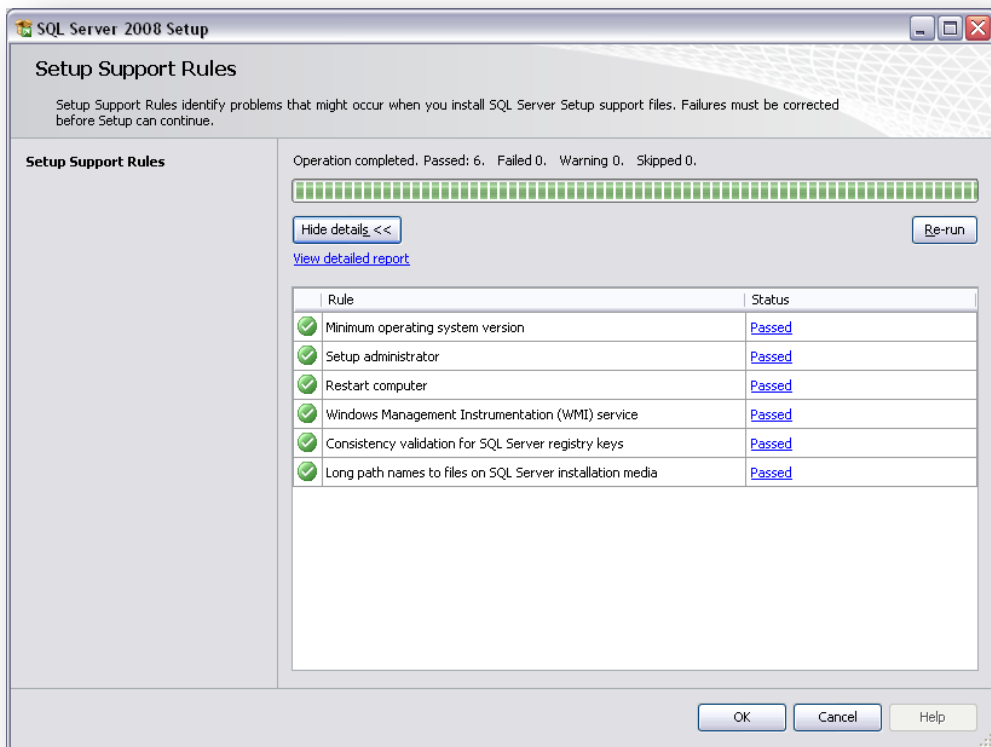 SQL Server 2008 Setup
Setup Support Rules
Setup Support Rules identify problems that might occur when you install SQL Server Setup support files. Failures must be corrected
before Setup can continue.
Setup Support Rules
Operation completed. Passed: 6. Failed 0. Warning 0. Skipped 0.
Hide details <<
Re-run
View detailed report
Rule Status
Minimum operating system version Passed
Setup administrator Passed
Restart computer Passed
Windows Management Instrumentation (WMI) service Passed
Consistency validation for SQL Server registry keys Passed
Long path names to files on SQL Server installation media Passed
OK Cancel Help